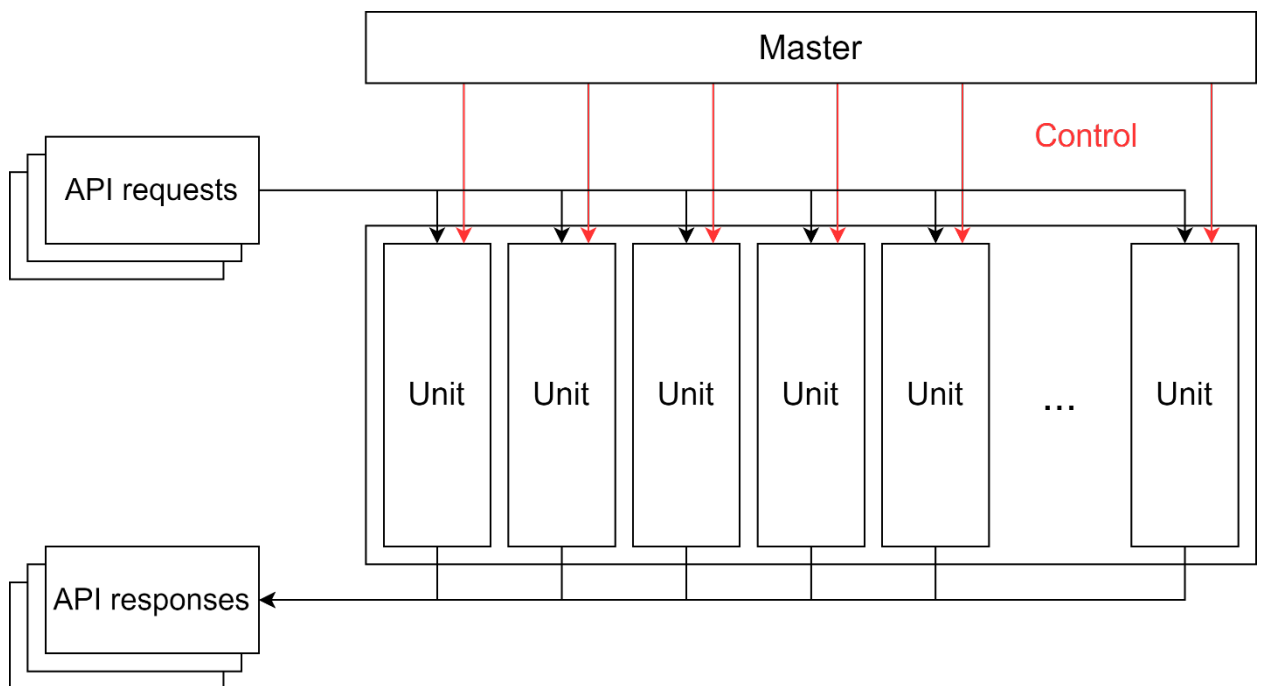 Master
Control
API requests
Unit
Unit
Unit
Unit
Unit
...
Unit
API responses